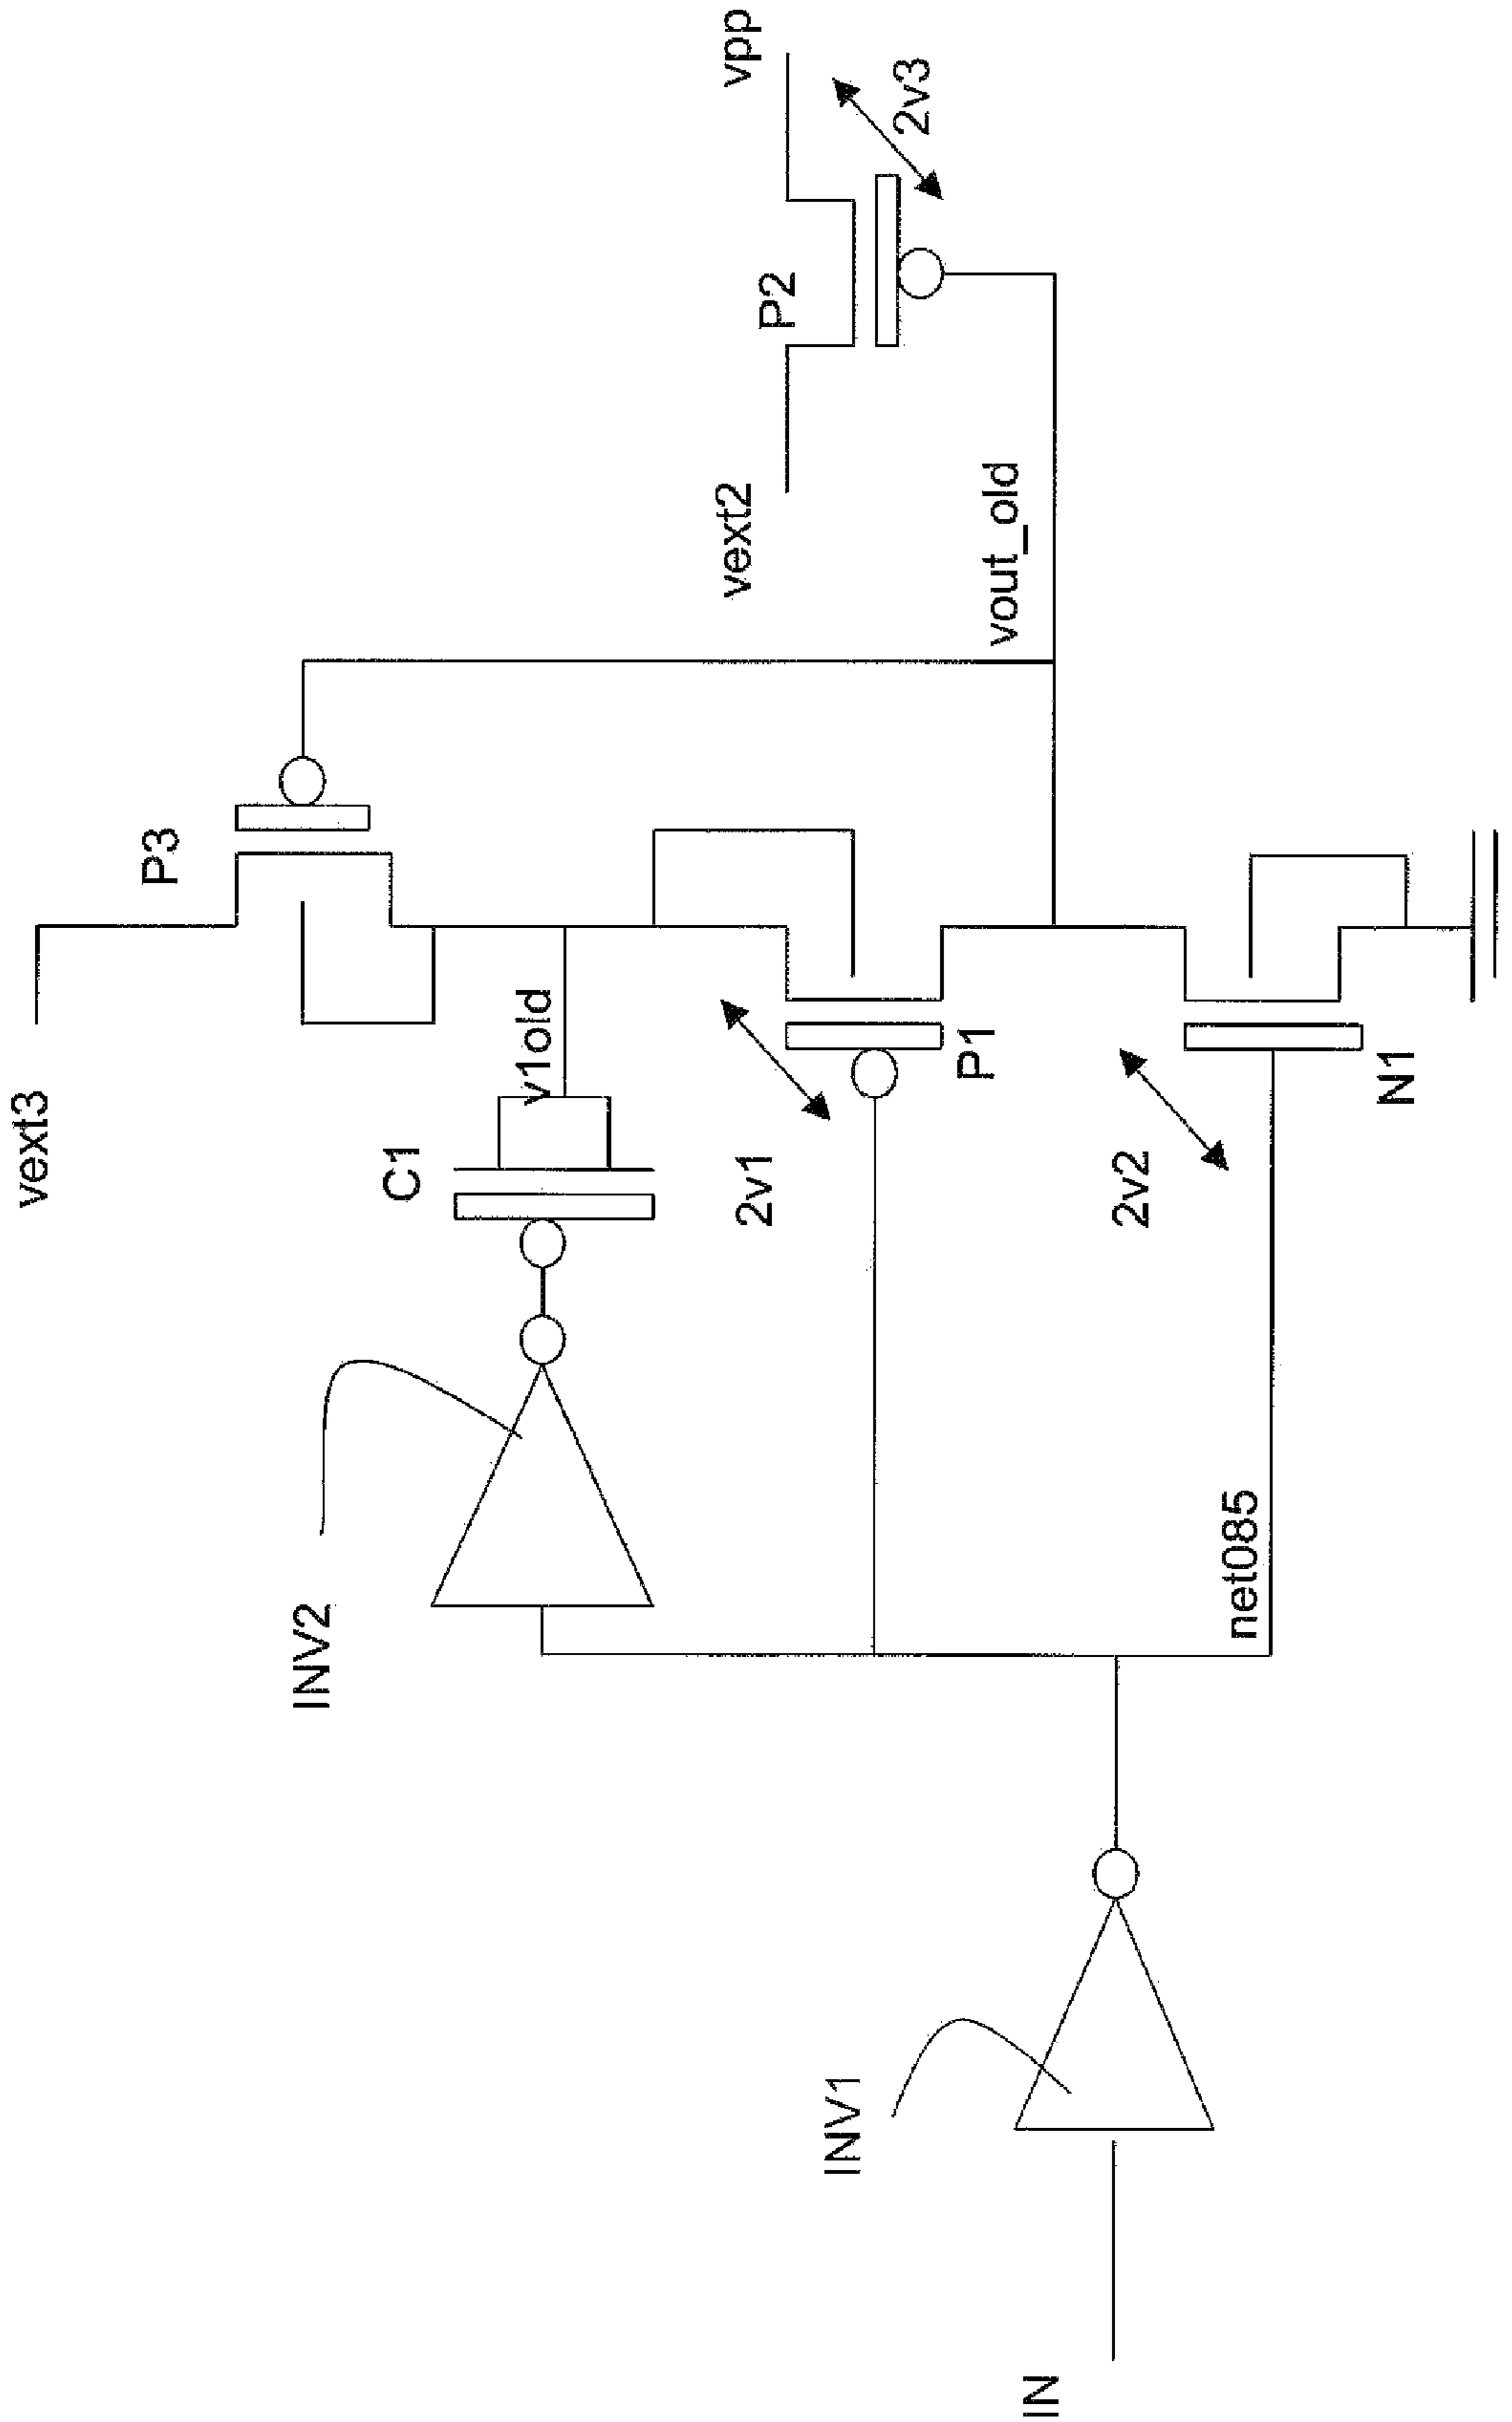 vext3
P3
C1
v1old
INV2
2v1
P1
vext2
P2
vpp
2v3
vout_old
2v2
N1
net085
INV1
IN